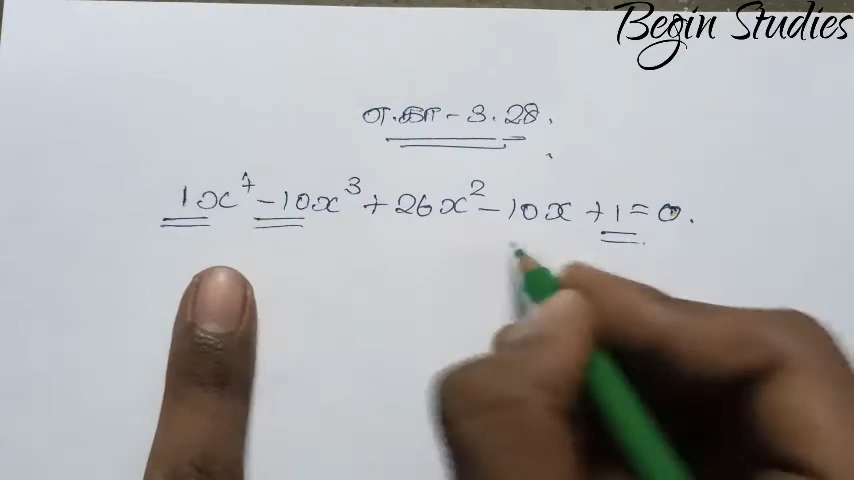 Begin Studies
எ.கா - 3.28.
1x⁴ - 10x³ + 26x² - 10x + 1 = 0.